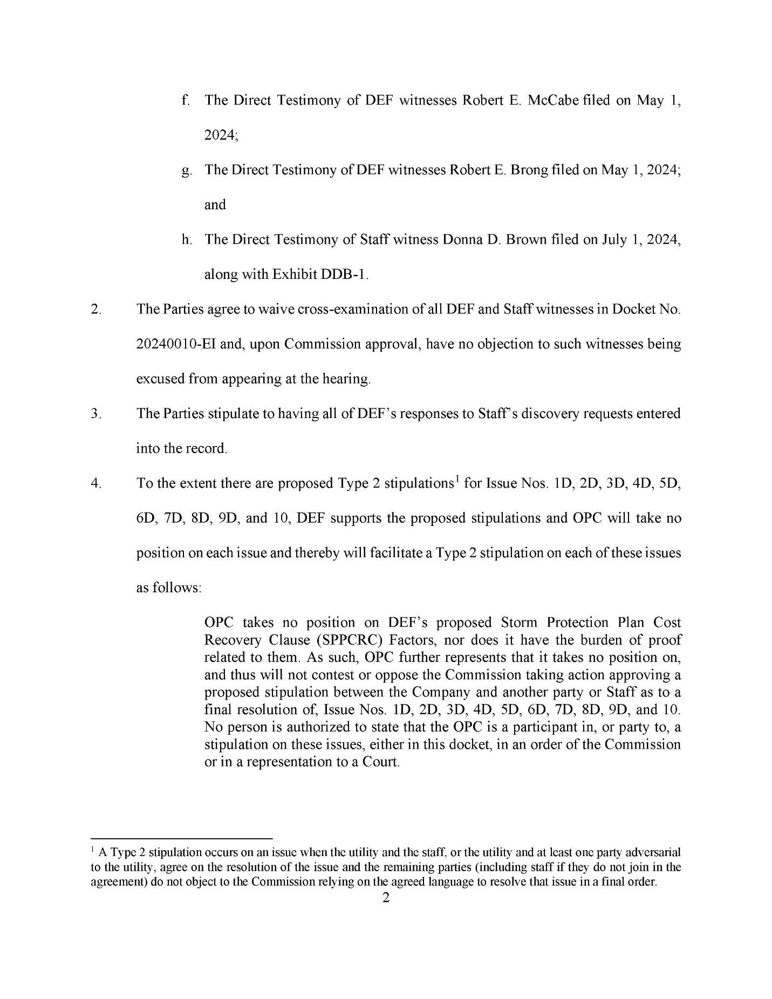 f. The Direct Testimony of DEF witnesses Robert E. McCabe filed on May 1,
2024;
g. The Direct Testimony of DEF witnesses Robert E. Brong filed on May 1, 2024;
and
h. The Direct Testimony of Staff witness Donna D. Brown filed on July 1, 2024,
along with Exhibit DDB-1.
2. The Parties agree to waive cross-examination of all DEF and Staff witnesses in Docket No.
20240010-EI and, upon Commission approval, have no objection to such witnesses being
excused from appearing at the hearing.
3. The Parties stipulate to having all of DEF’s responses to Staff’s discovery requests entered
into the record.
4. To the extent there are proposed Type 2 stipulations¹ for Issue Nos. 1D, 2D, 3D, 4D, 5D,
6D, 7D, 8D, 9D, and 10, DEF supports the proposed stipulations and OPC will take no
position on each issue and thereby will facilitate a Type 2 stipulation on each of these issues
as follows:
OPC takes no position on DEF’s proposed Storm Protection Plan Cost
Recovery Clause (SPPCRC) Factors, nor does it have the burden of proof
related to them. As such, OPC further represents that it takes no position on,
and thus will not contest or oppose the Commission taking action approving a
proposed stipulation between the Company and another party or Staff as to a
final resolution of, Issue Nos. 1D, 2D, 3D, 4D, 5D, 6D, 7D, 8D, 9D, and 10.
No person is authorized to state that the OPC is a participant in, or party to, a
stipulation on these issues, either in this docket, in an order of the Commission
or in a representation to a Court.
¹ A Type 2 stipulation occurs on an issue when the utility and the staff, or the utility and at least one party adversarial
to the utility, agree on the resolution of the issue and the remaining parties (including staff if they do not join in the
agreement) do not object to the Commission relying on the agreed language to resolve that issue in a final order.
2